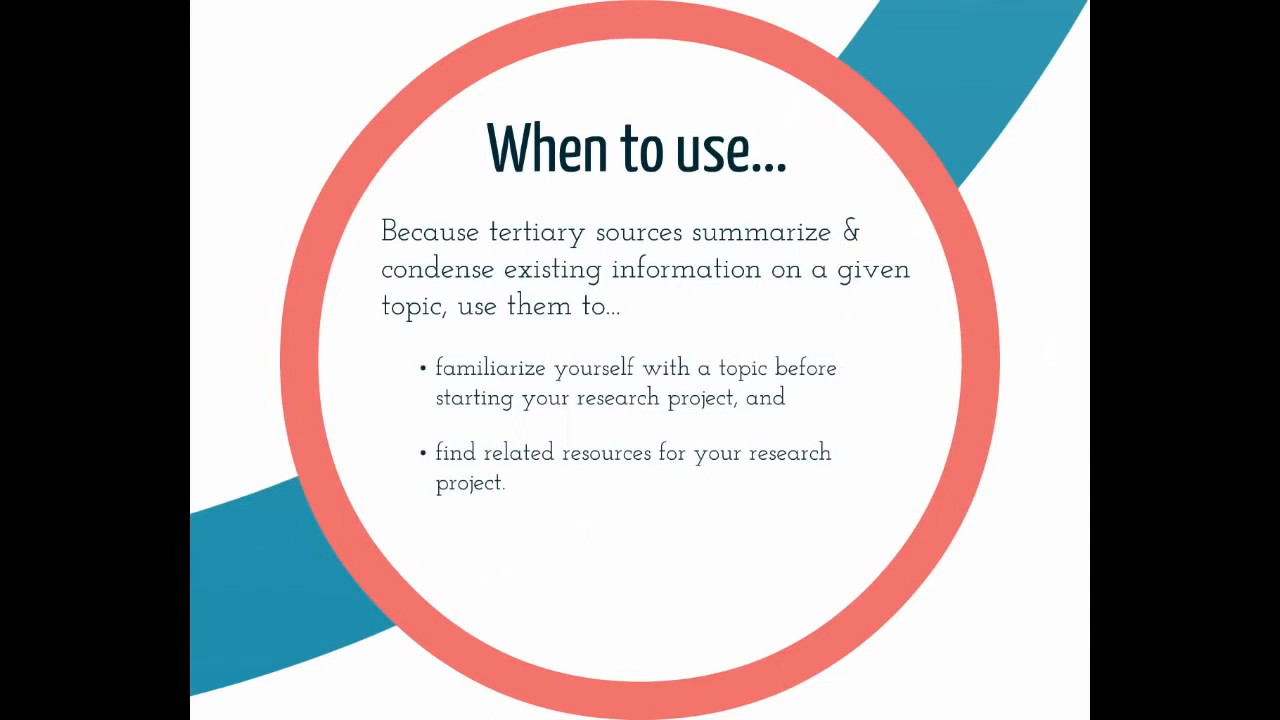 When to use...
Because tertiary sources summarize &
condense existing information on a given
topic, use them to...
• familiarize yourself with a topic before
starting your research project, and
• find related resources for your research
project.